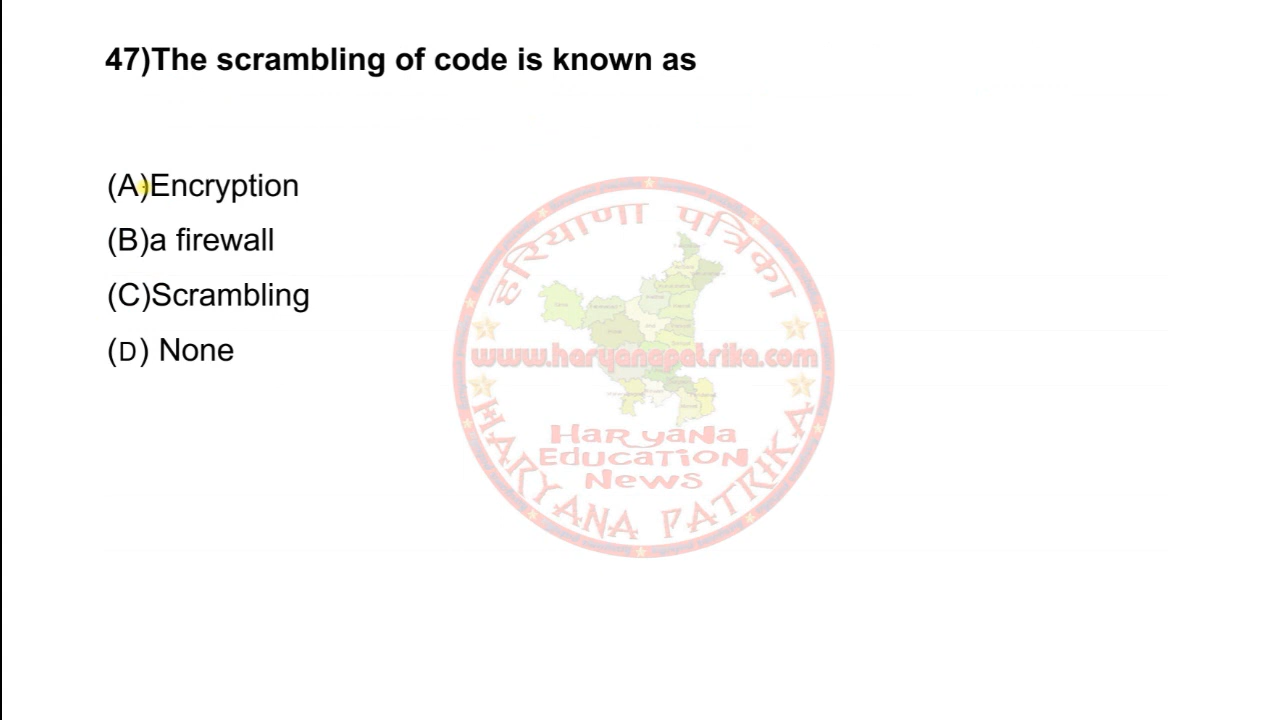 47)The scrambling of code is known as
(A)Encryption
(B)a firewall
(C)Scrambling
(D) None
हरियाणा पत्रिका
www.haryanapatrika.com
HaRyaNa
EDUCATiON
NewS
HARYANA PATRIKA